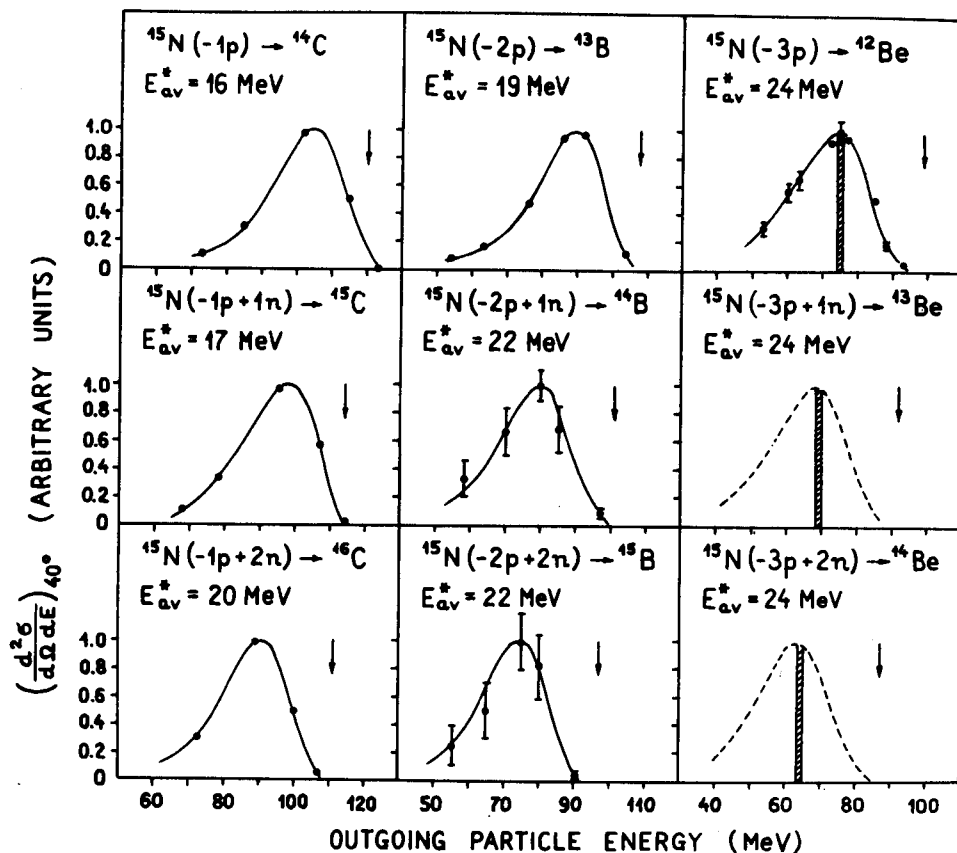 ¹⁵N(-1p) → ¹⁴C
E*av = 16 MeV
¹⁵N(-2p) → ¹³B
E*av = 19 MeV
¹⁵N(-3p) → ¹²Be
E*av = 24 MeV
1.0
0.8
0.6
0.4
0.2
0
¹⁵N(-1p+1n) → ¹⁵C
E*av = 17 MeV
¹⁵N(-2p+1n) → ¹⁴B
E*av = 22 MeV
¹⁵N(-3p+1n) → ¹³Be
E*av = 24 MeV
1.0
0.8
0.6
0.4
0.2
0
¹⁵N(-1p+2n) → ¹⁶C
E*av = 20 MeV
¹⁵N(-2p+2n) → ¹⁵B
E*av = 22 MeV
¹⁵N(-3p+2n) → ¹⁴Be
E*av = 24 MeV
1.0
0.8
0.6
0.4
0.2
0
60 80 100 120 50 70 90 110 40 60 80 100
OUTGOING PARTICLE ENERGY (MeV)
(d²σ/dΩdE)40° (ARBITRARY UNITS)